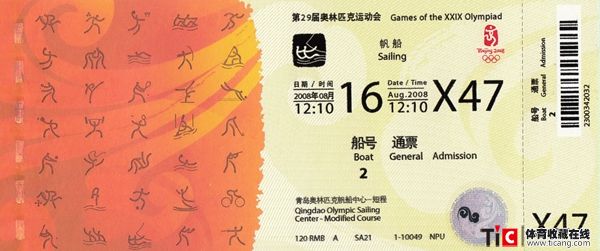 第29届奥林匹克运动会 Games of the XXIX Olympiad
帆船
Sailing
Beijing 2008
日期 / 时间
2008年08月
12:10
16
Date / Time
Aug.2008
12:10
X47
船号 通票
Boat General Admission
2
青岛奥林匹克帆船中心－短程
Qingdao Olympic Sailing
Center - Modified Course
120 RMB A SA21 1-10049 NPU
船号 通票
Boat General Admission
2
2300342032
X47
TiC 体育收藏在线
www.ticang.com